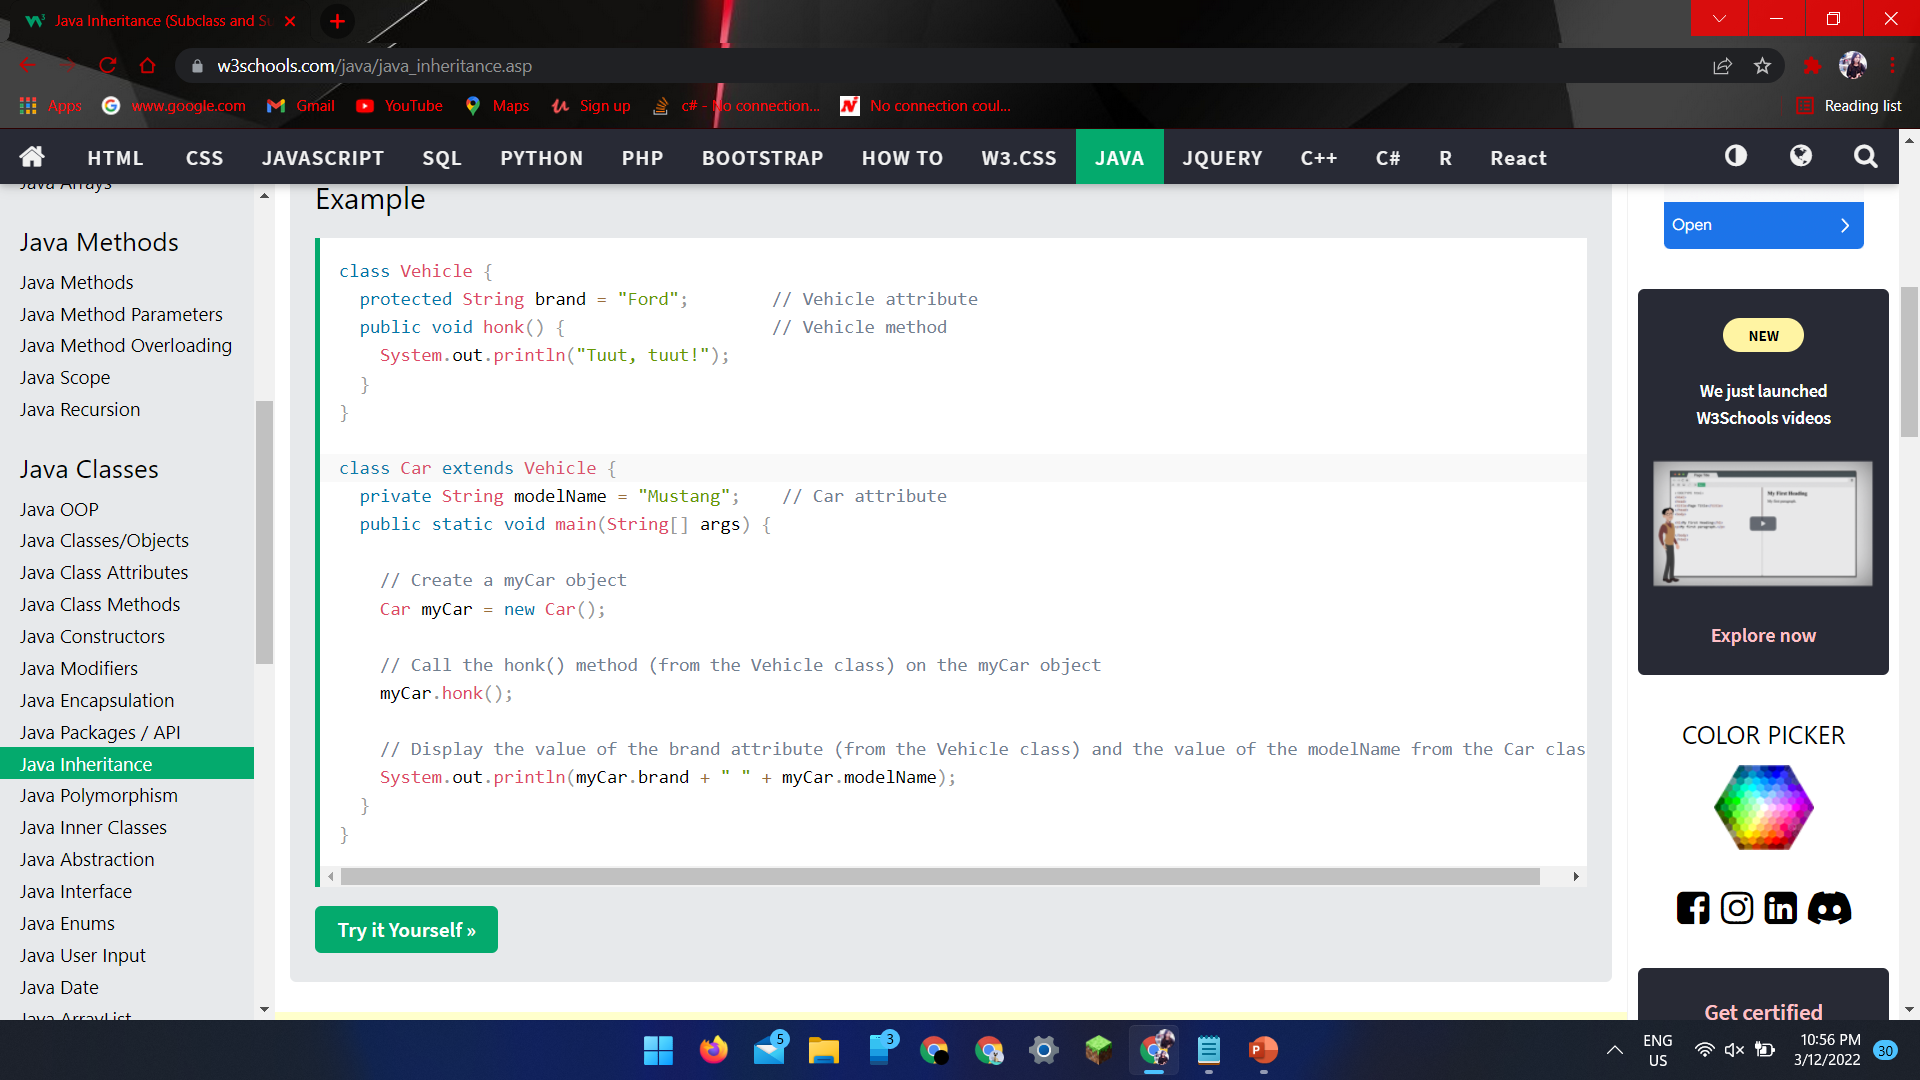 Java Inheritance (Subclass and Su
w3schools.com/java/java_inheritance.asp
Apps
www.google.com
Gmail
YouTube
Maps
Sign up
c# - No connection...
No connection coul...
Reading list
HTML
CSS
JAVASCRIPT
SQL
PYTHON
PHP
BOOTSTRAP
HOW TO
W3.CSS
JAVA
JQUERY
C++
C#
R
React
Java Arrays
Java Methods
Java Methods
Java Method Parameters
Java Method Overloading
Java Scope
Java Recursion
Java Classes
Java OOP
Java Classes/Objects
Java Class Attributes
Java Class Methods
Java Constructors
Java Modifiers
Java Encapsulation
Java Packages / API
Java Inheritance
Java Polymorphism
Java Inner Classes
Java Abstraction
Java Interface
Java Enums
Java User Input
Java Date
Java ArrayList
Example
class Vehicle {
protected String brand = "Ford";        // Vehicle attribute
public void honk() {                    // Vehicle method
System.out.println("Tuut, tuut!");
}
}
class Car extends Vehicle {
private String modelName = "Mustang";    // Car attribute
public static void main(String[] args) {
// Create a myCar object
Car myCar = new Car();
// Call the honk() method (from the Vehicle class) on the myCar object
myCar.honk();
// Display the value of the brand attribute (from the Vehicle class) and the value of the modelName from the Car clas
System.out.println(myCar.brand + " " + myCar.modelName);
}
}
Try it Yourself »
Open
NEW
We just launched
W3Schools videos
My First Heading
Explore now
COLOR PICKER
Get certified
5
3
ENG
US
10:56 PM
3/12/2022
30